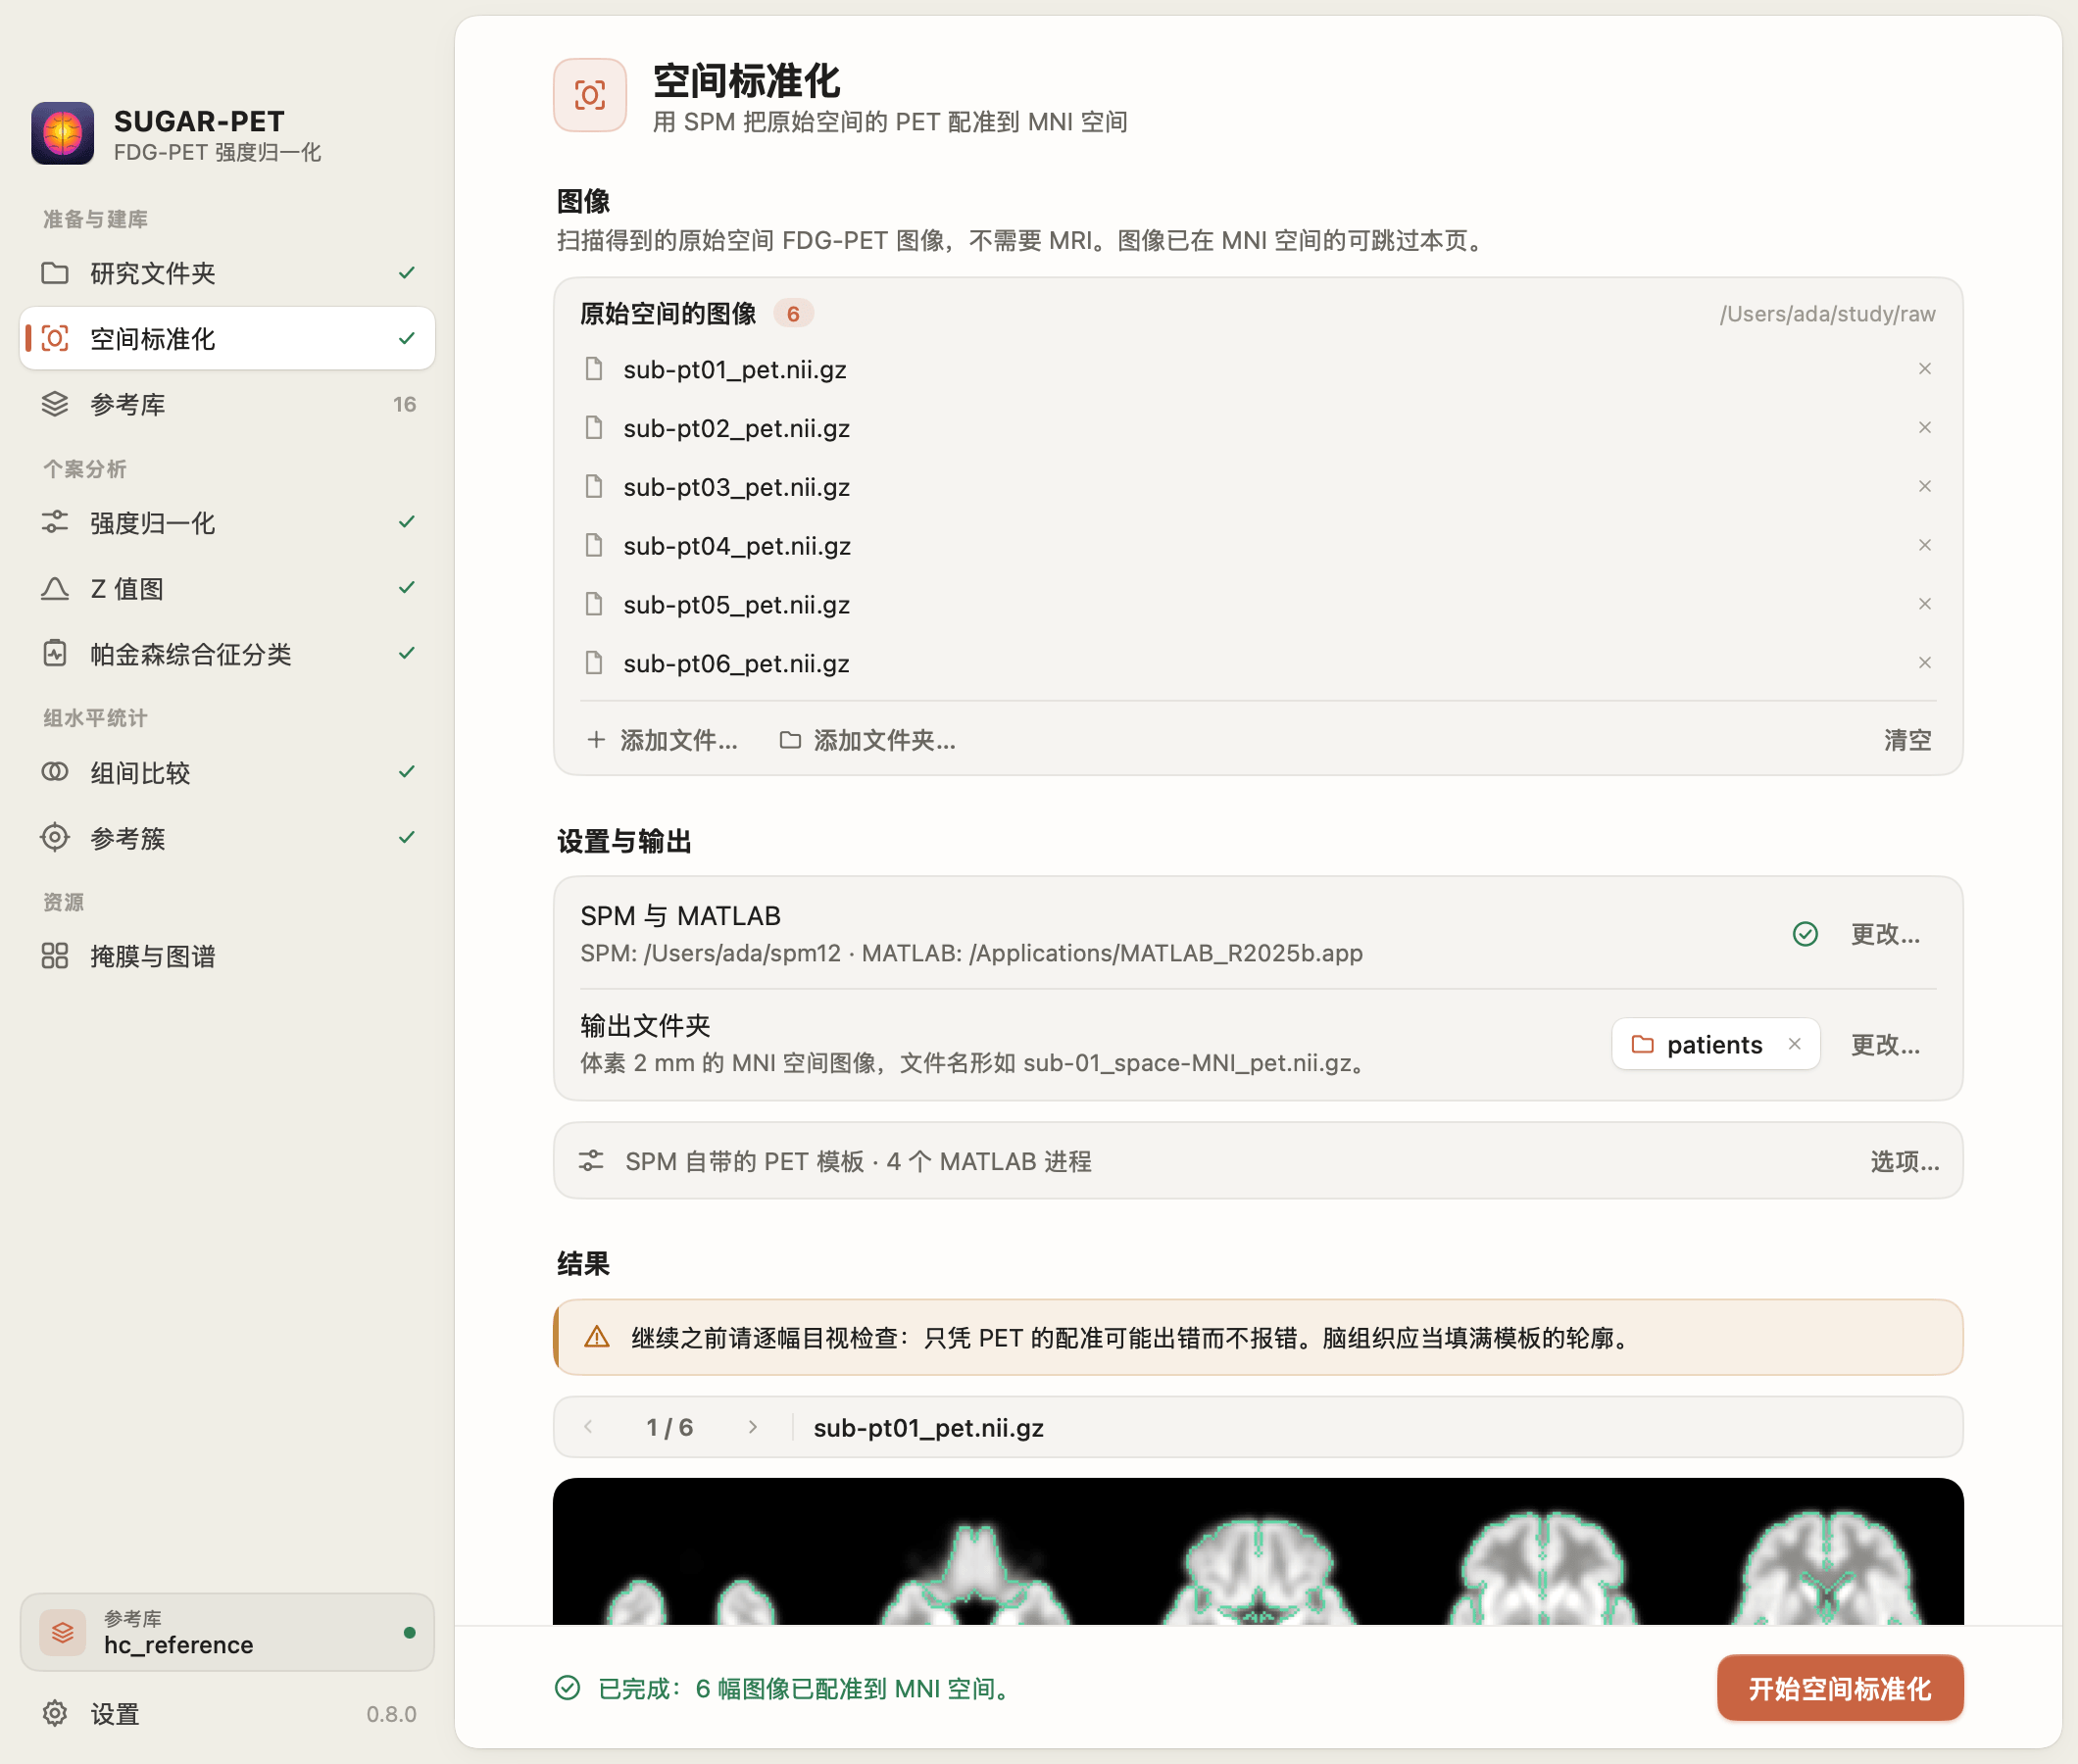 SUGAR-PET
FDG-PET 强度归一化
准备与建库
研究文件夹
空间标准化
参考库 16
个案分析
强度归一化
Z 值图
帕金森综合征分类
组水平统计
组间比较
参考簇
资源
掩膜与图谱
参考库
hc_reference
设置 0.8.0
空间标准化
用 SPM 把原始空间的 PET 配准到 MNI 空间
图像
扫描得到的原始空间 FDG-PET 图像，不需要 MRI。图像已在 MNI 空间的可跳过本页。
原始空间的图像 6 /Users/ada/study/raw
sub-pt01_pet.nii.gz
sub-pt02_pet.nii.gz
sub-pt03_pet.nii.gz
sub-pt04_pet.nii.gz
sub-pt05_pet.nii.gz
sub-pt06_pet.nii.gz
添加文件... 添加文件夹... 清空
设置与输出
SPM 与 MATLAB
SPM: /Users/ada/spm12 · MATLAB: /Applications/MATLAB_R2025b.app
更改...
输出文件夹
体素 2 mm 的 MNI 空间图像，文件名形如 sub-01_space-MNI_pet.nii.gz。
patients 更改...
SPM 自带的 PET 模板 · 4 个 MATLAB 进程 选项...
结果
继续之前请逐幅目视检查：只凭 PET 的配准可能出错而不报错。脑组织应当填满模板的轮廓。
1 / 6 sub-pt01_pet.nii.gz
已完成：6 幅图像已配准到 MNI 空间。
开始空间标准化